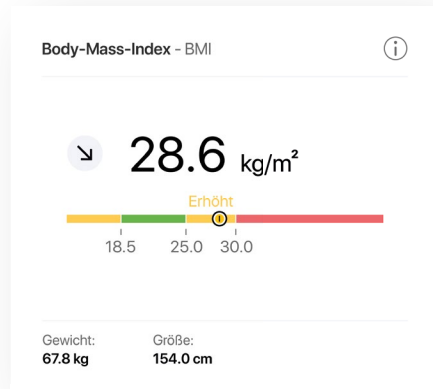 Body-Mass-Index - BMI
28.6 kg/m²
Erhöht
18.5 25.0 30.0
Gewicht: Größe:
67.8 kg 154.0 cm